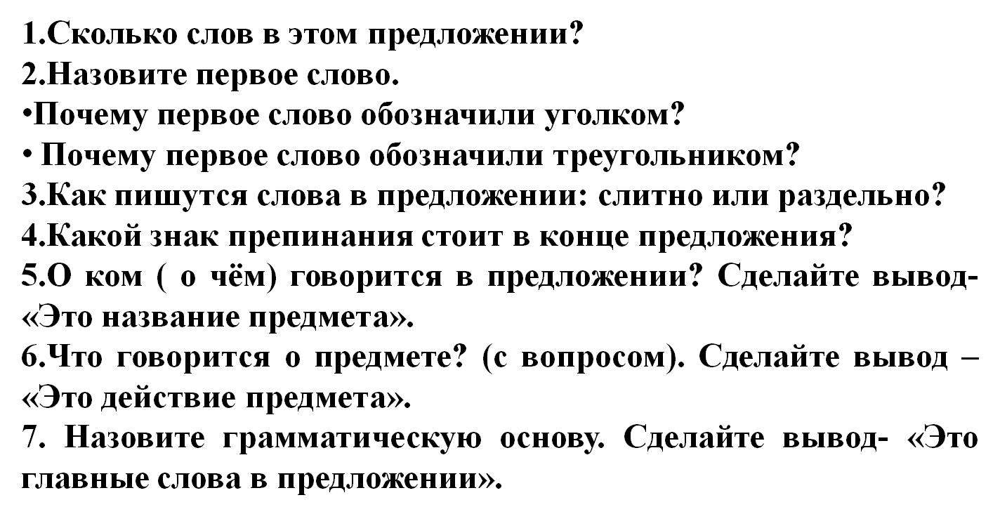 1.Сколько слов в этом предложении?
2.Назовите первое слово.
•Почему первое слово обозначили уголком?
• Почему первое слово обозначили треугольником?
3.Как пишутся слова в предложении: слитно или раздельно?
4.Какой знак препинания стоит в конце предложения?
5.О ком ( о чём) говорится в предложении? Сделайте вывод-
«Это название предмета».
6.Что говорится о предмете? (с вопросом). Сделайте вывод –
«Это действие предмета».
7. Назовите грамматическую основу. Сделайте вывод- «Это
главные слова в предложении».